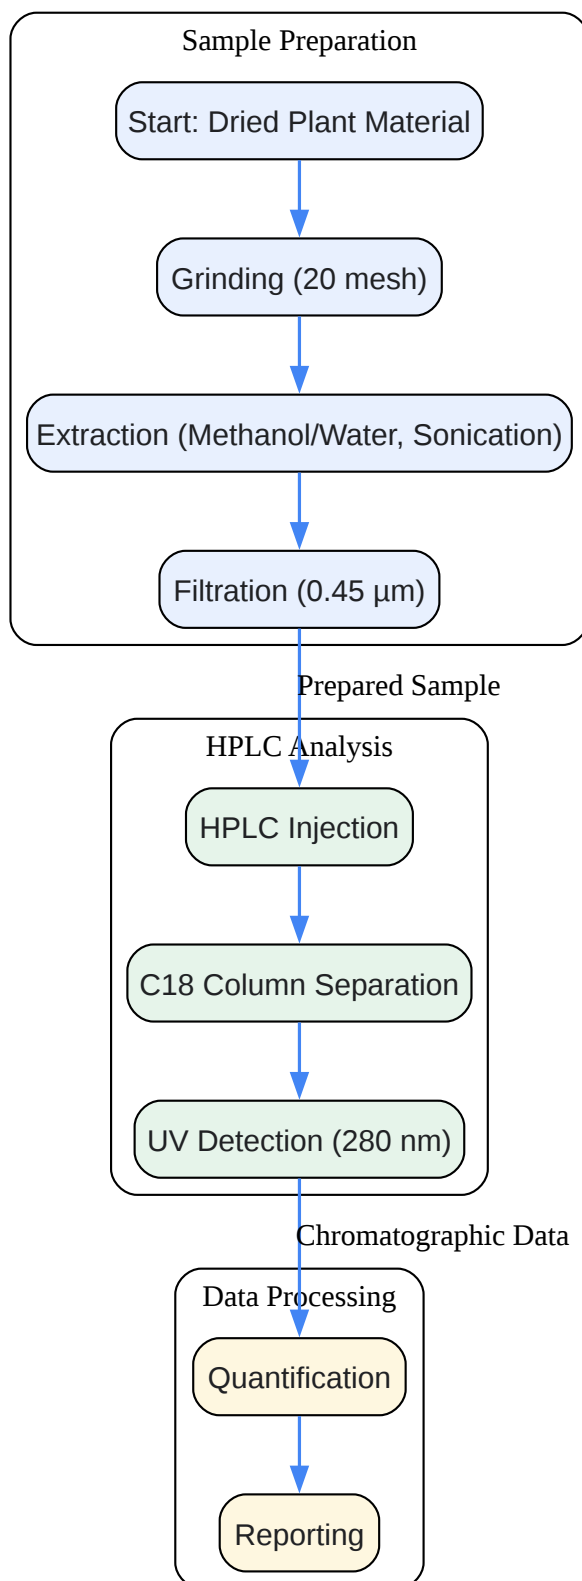 Sample Preparation
Start: Dried Plant Material
Grinding (20 mesh)
Extraction (Methanol/Water, Sonication)
Filtration (0.45 µm)
Prepared Sample
HPLC Analysis
HPLC Injection
C18 Column Separation
UV Detection (280 nm)
Chromatographic Data
Data Processing
Quantification
Reporting